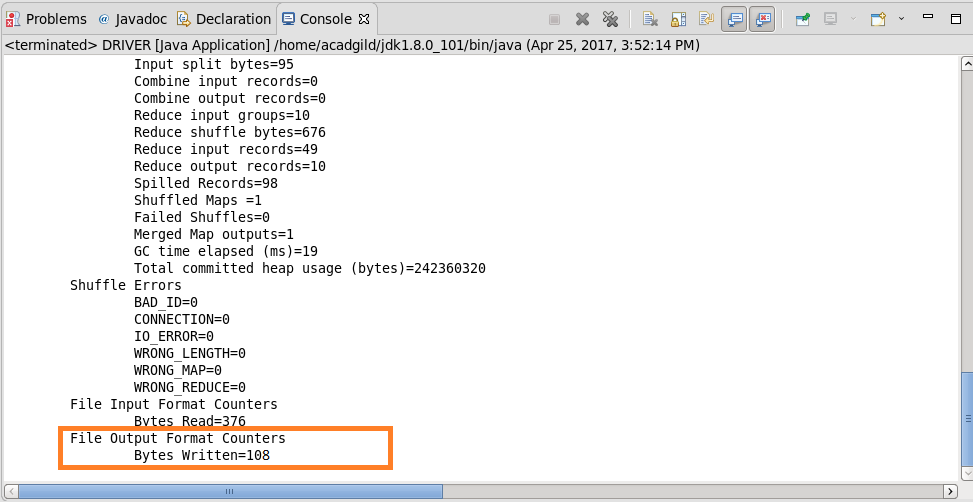 Problems @ Javadoc Declaration Console
<terminated> DRIVER [Java Application] /home/acadgild/jdk1.8.0_101/bin/java (Apr 25, 2017, 3:52:14 PM)
Input split bytes=95
Combine input records=0
Combine output records=0
Reduce input groups=10
Reduce shuffle bytes=676
Reduce input records=49
Reduce output records=10
Spilled Records=98
Shuffled Maps =1
Failed Shuffles=0
Merged Map outputs=1
GC time elapsed (ms)=19
Total committed heap usage (bytes)=242360320
Shuffle Errors
BAD_ID=0
CONNECTION=0
IO_ERROR=0
WRONG_LENGTH=0
WRONG_MAP=0
WRONG_REDUCE=0
File Input Format Counters
Bytes Read=376
File Output Format Counters
Bytes Written=108